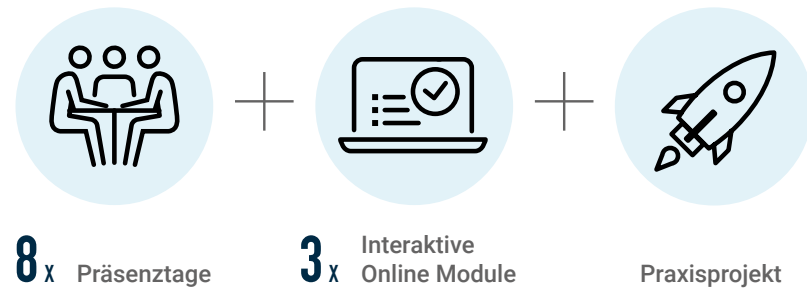 8 x Präsenztage
3 x Interaktive
Online Module
Praxisprojekt